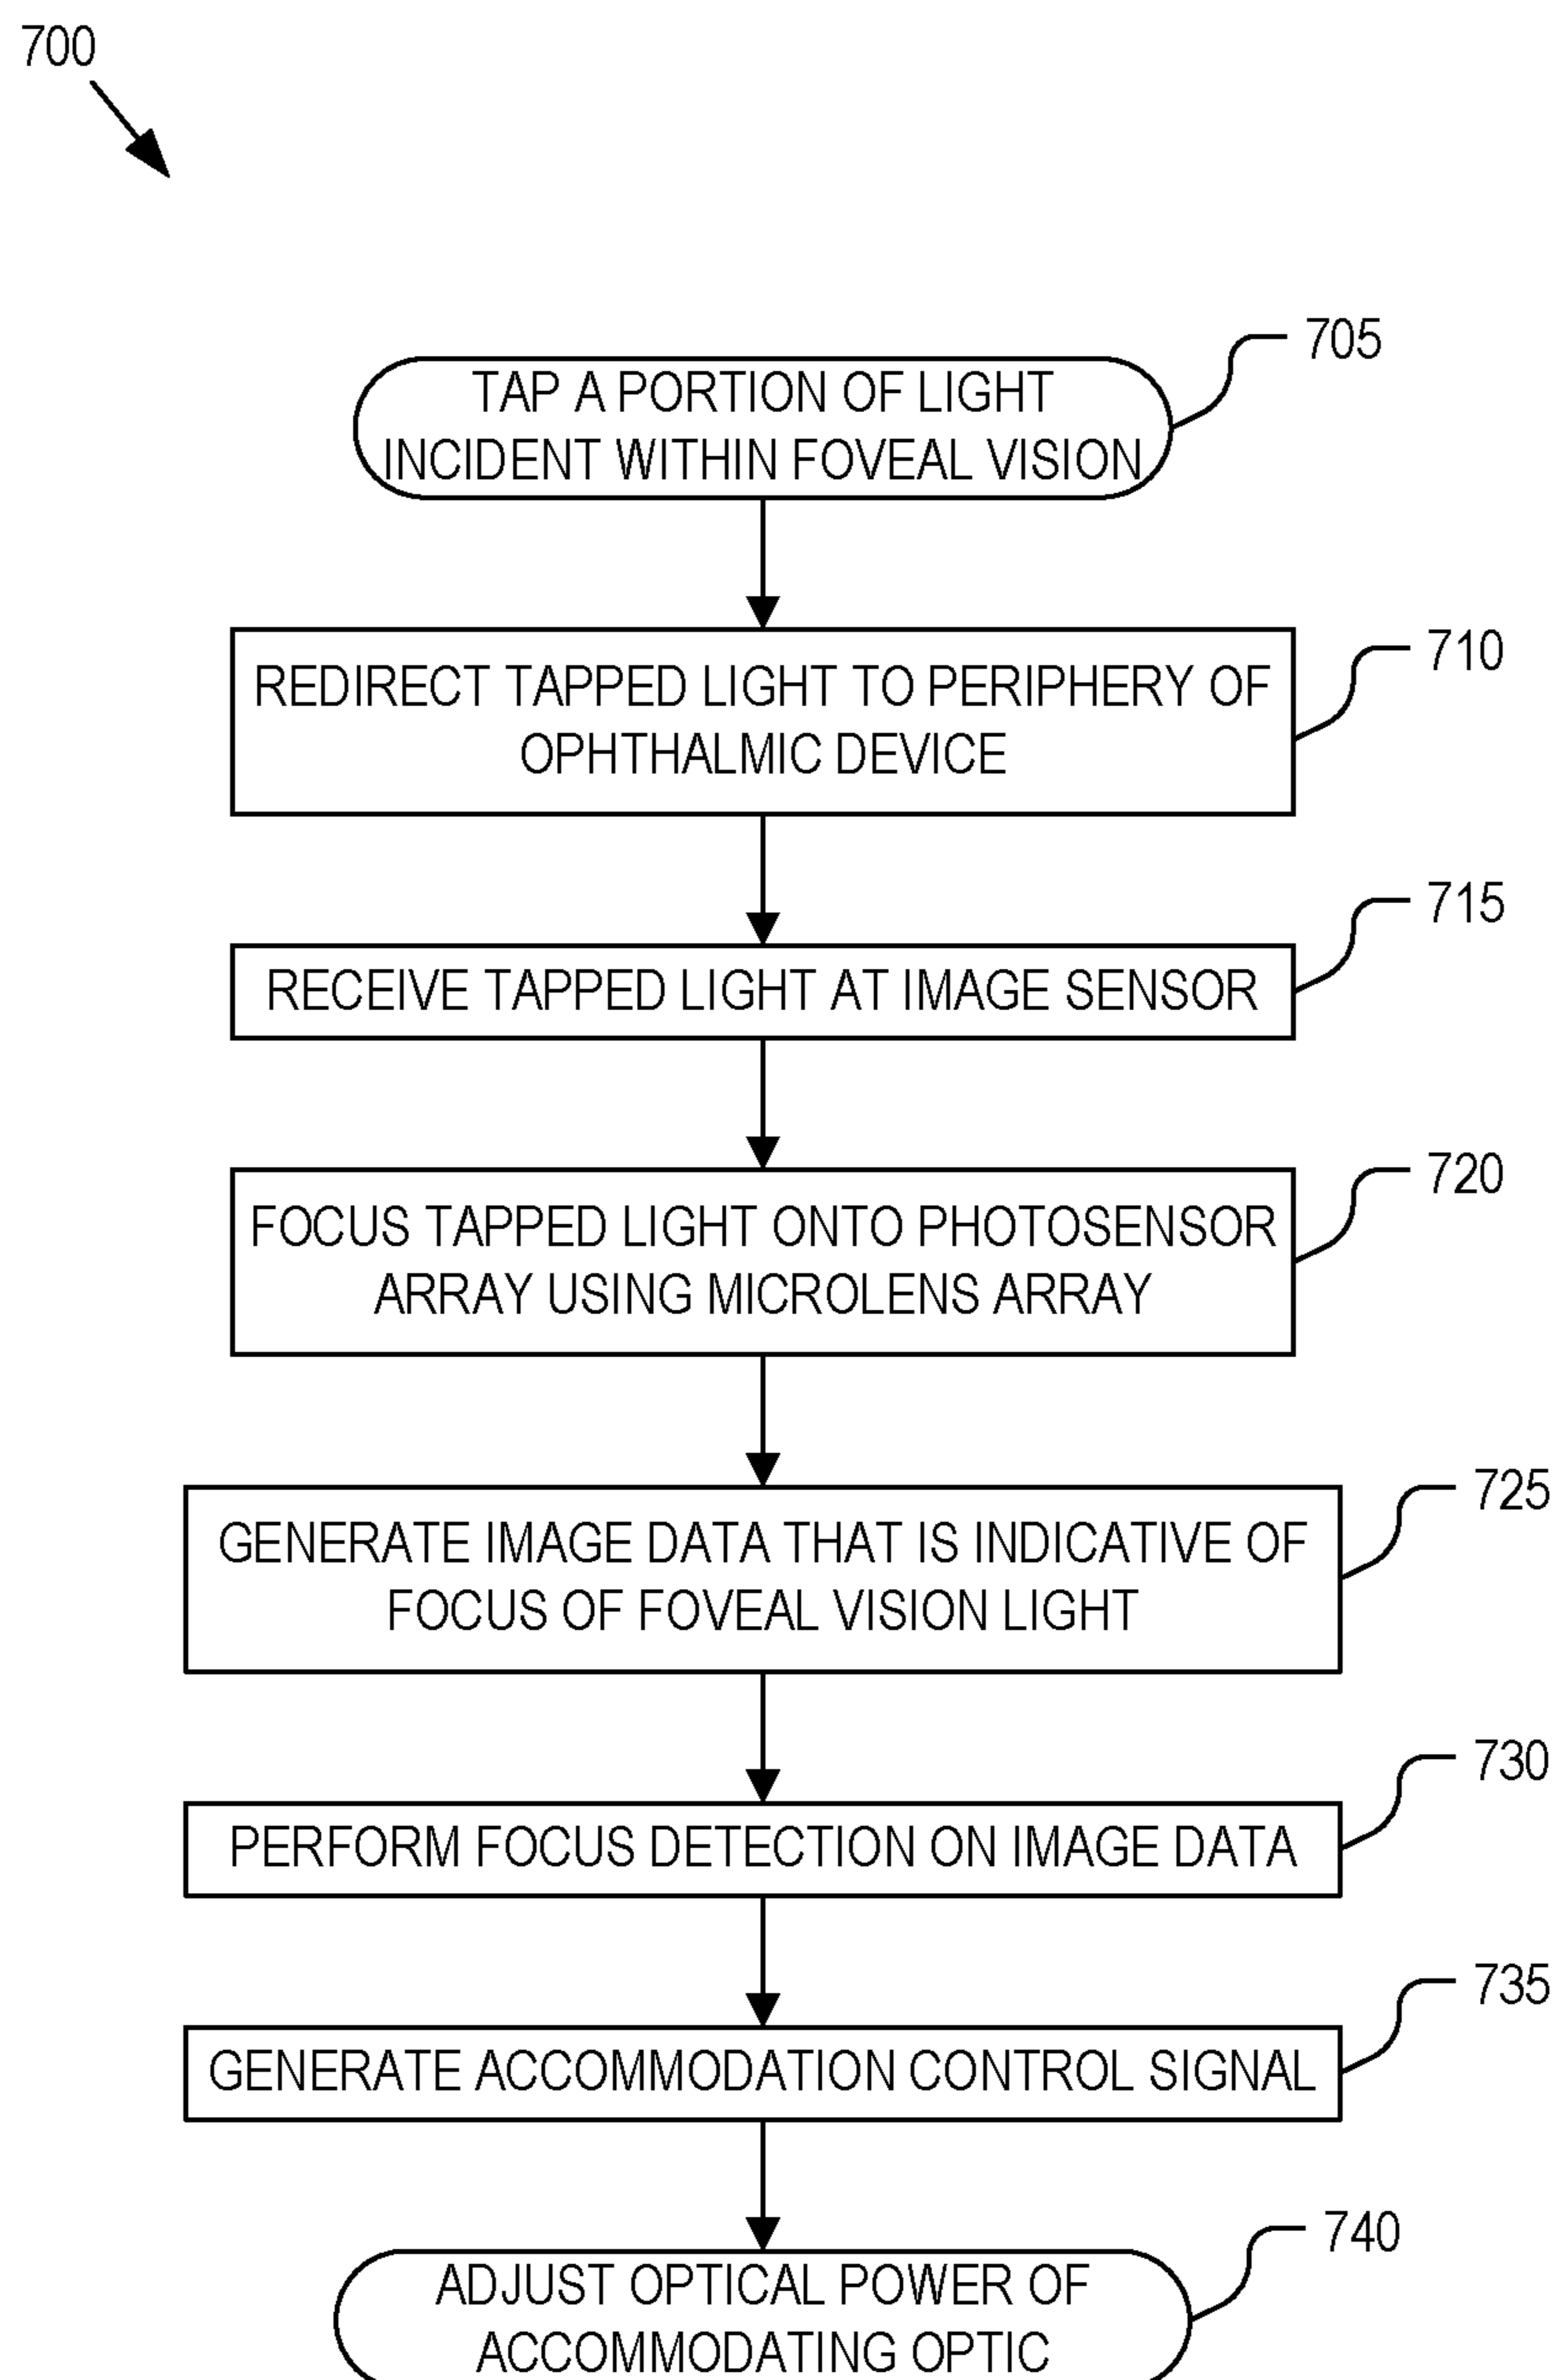 700
705
TAP A PORTION OF LIGHT
INCIDENT WITHIN FOVEAL VISION
710
REDIRECT TAPPED LIGHT TO PERIPHERY OF
OPHTHALMIC DEVICE
715
RECEIVE TAPPED LIGHT AT IMAGE SENSOR
720
FOCUS TAPPED LIGHT ONTO PHOTOSENSOR
ARRAY USING MICROLENS ARRAY
725
GENERATE IMAGE DATA THAT IS INDICATIVE OF
FOCUS OF FOVEAL VISION LIGHT
730
PERFORM FOCUS DETECTION ON IMAGE DATA
735
GENERATE ACCOMMODATION CONTROL SIGNAL
740
ADJUST OPTICAL POWER OF
ACCOMMODATING OPTIC